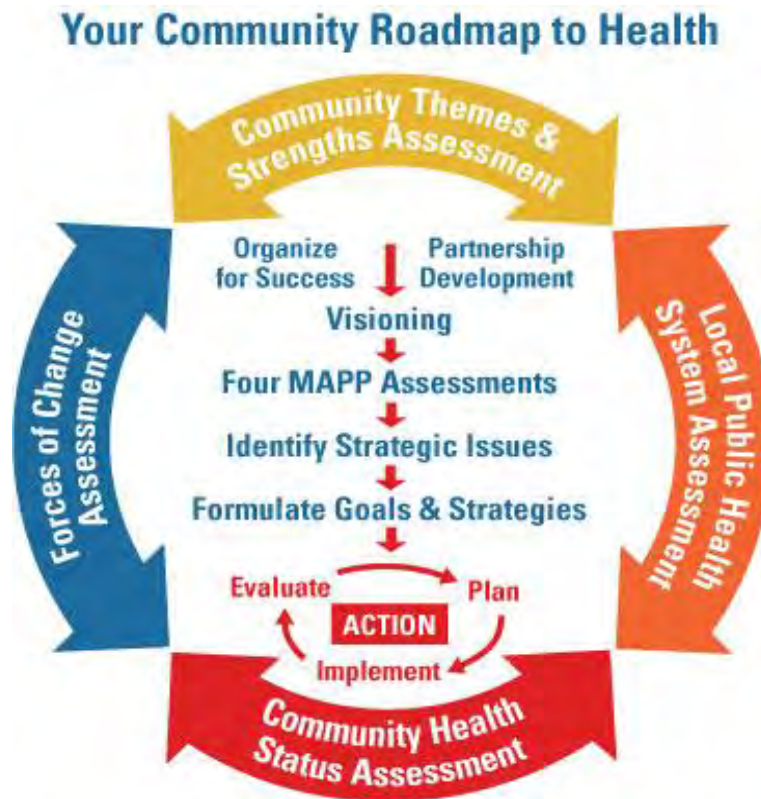 Your Community Roadmap to Health
Community Themes &
Strengths Assessment
Organize
for Success
Partnership
Development
Visioning
Four MAPP Assessments
Identify Strategic Issues
Formulate Goals & Strategies
Evaluate
Plan
ACTION
Implement
Forces of Change
Assessment
Local Public Health
System Assessment
Community Health
Status Assessment